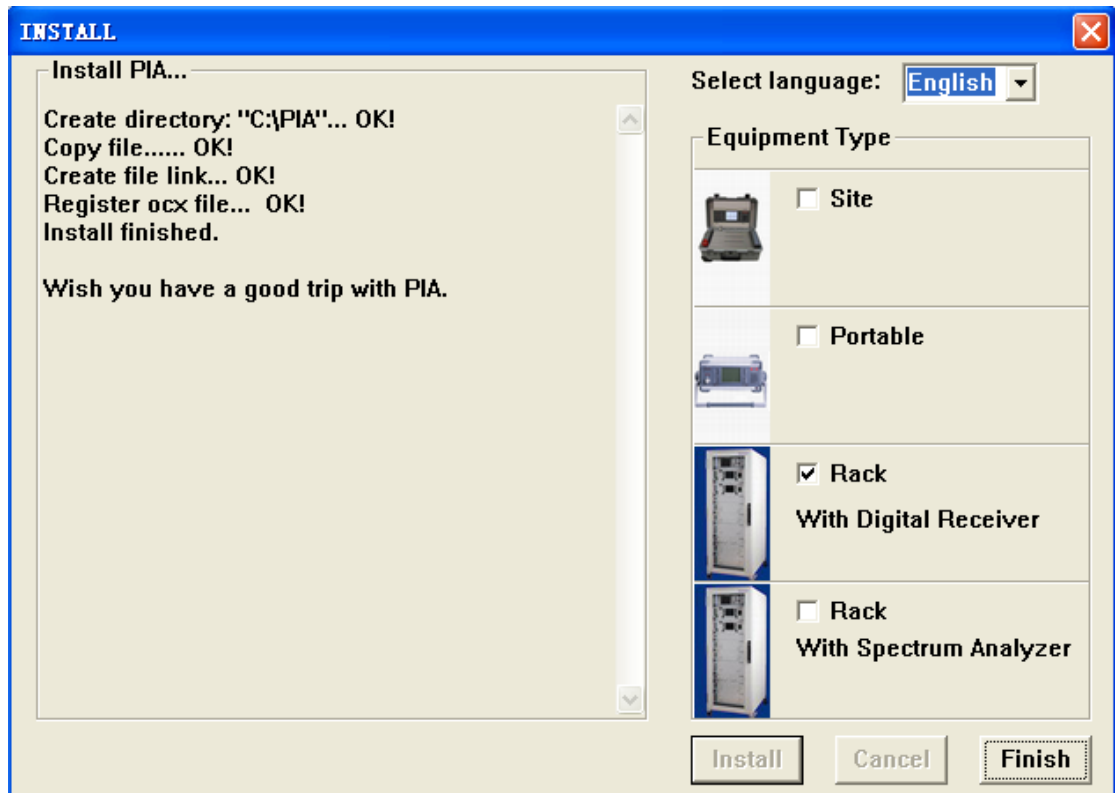 INSTALL
Install PIA...
Create directory: "C:\PIA"... OK!
Copy file...... OK!
Create file link... OK!
Register ocx file...  OK!
Install finished.
Wish you have a good trip with PIA.
Select language:
English
Equipment Type
Site
Portable
Rack
With Digital Receiver
Rack
With Spectrum Analyzer
Install
Cancel
Finish